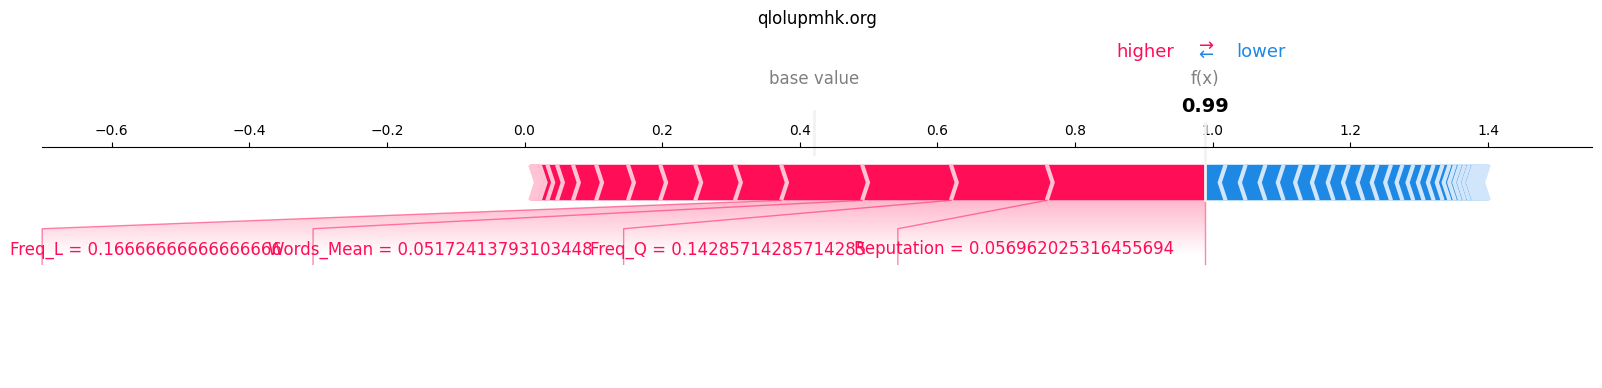 qlolupmhk.org
higher → ← lower
base value f(x)
0.99
−0.6 −0.4 −0.2 0.0 0.2 0.4 0.6 0.8 1.0 1.2 1.4
Freq_L = 0.16666666666666666 Words_Mean = 0.05172413793103448 Freq_Q = 0.14285714285714285 Reputation = 0.056962025316455694